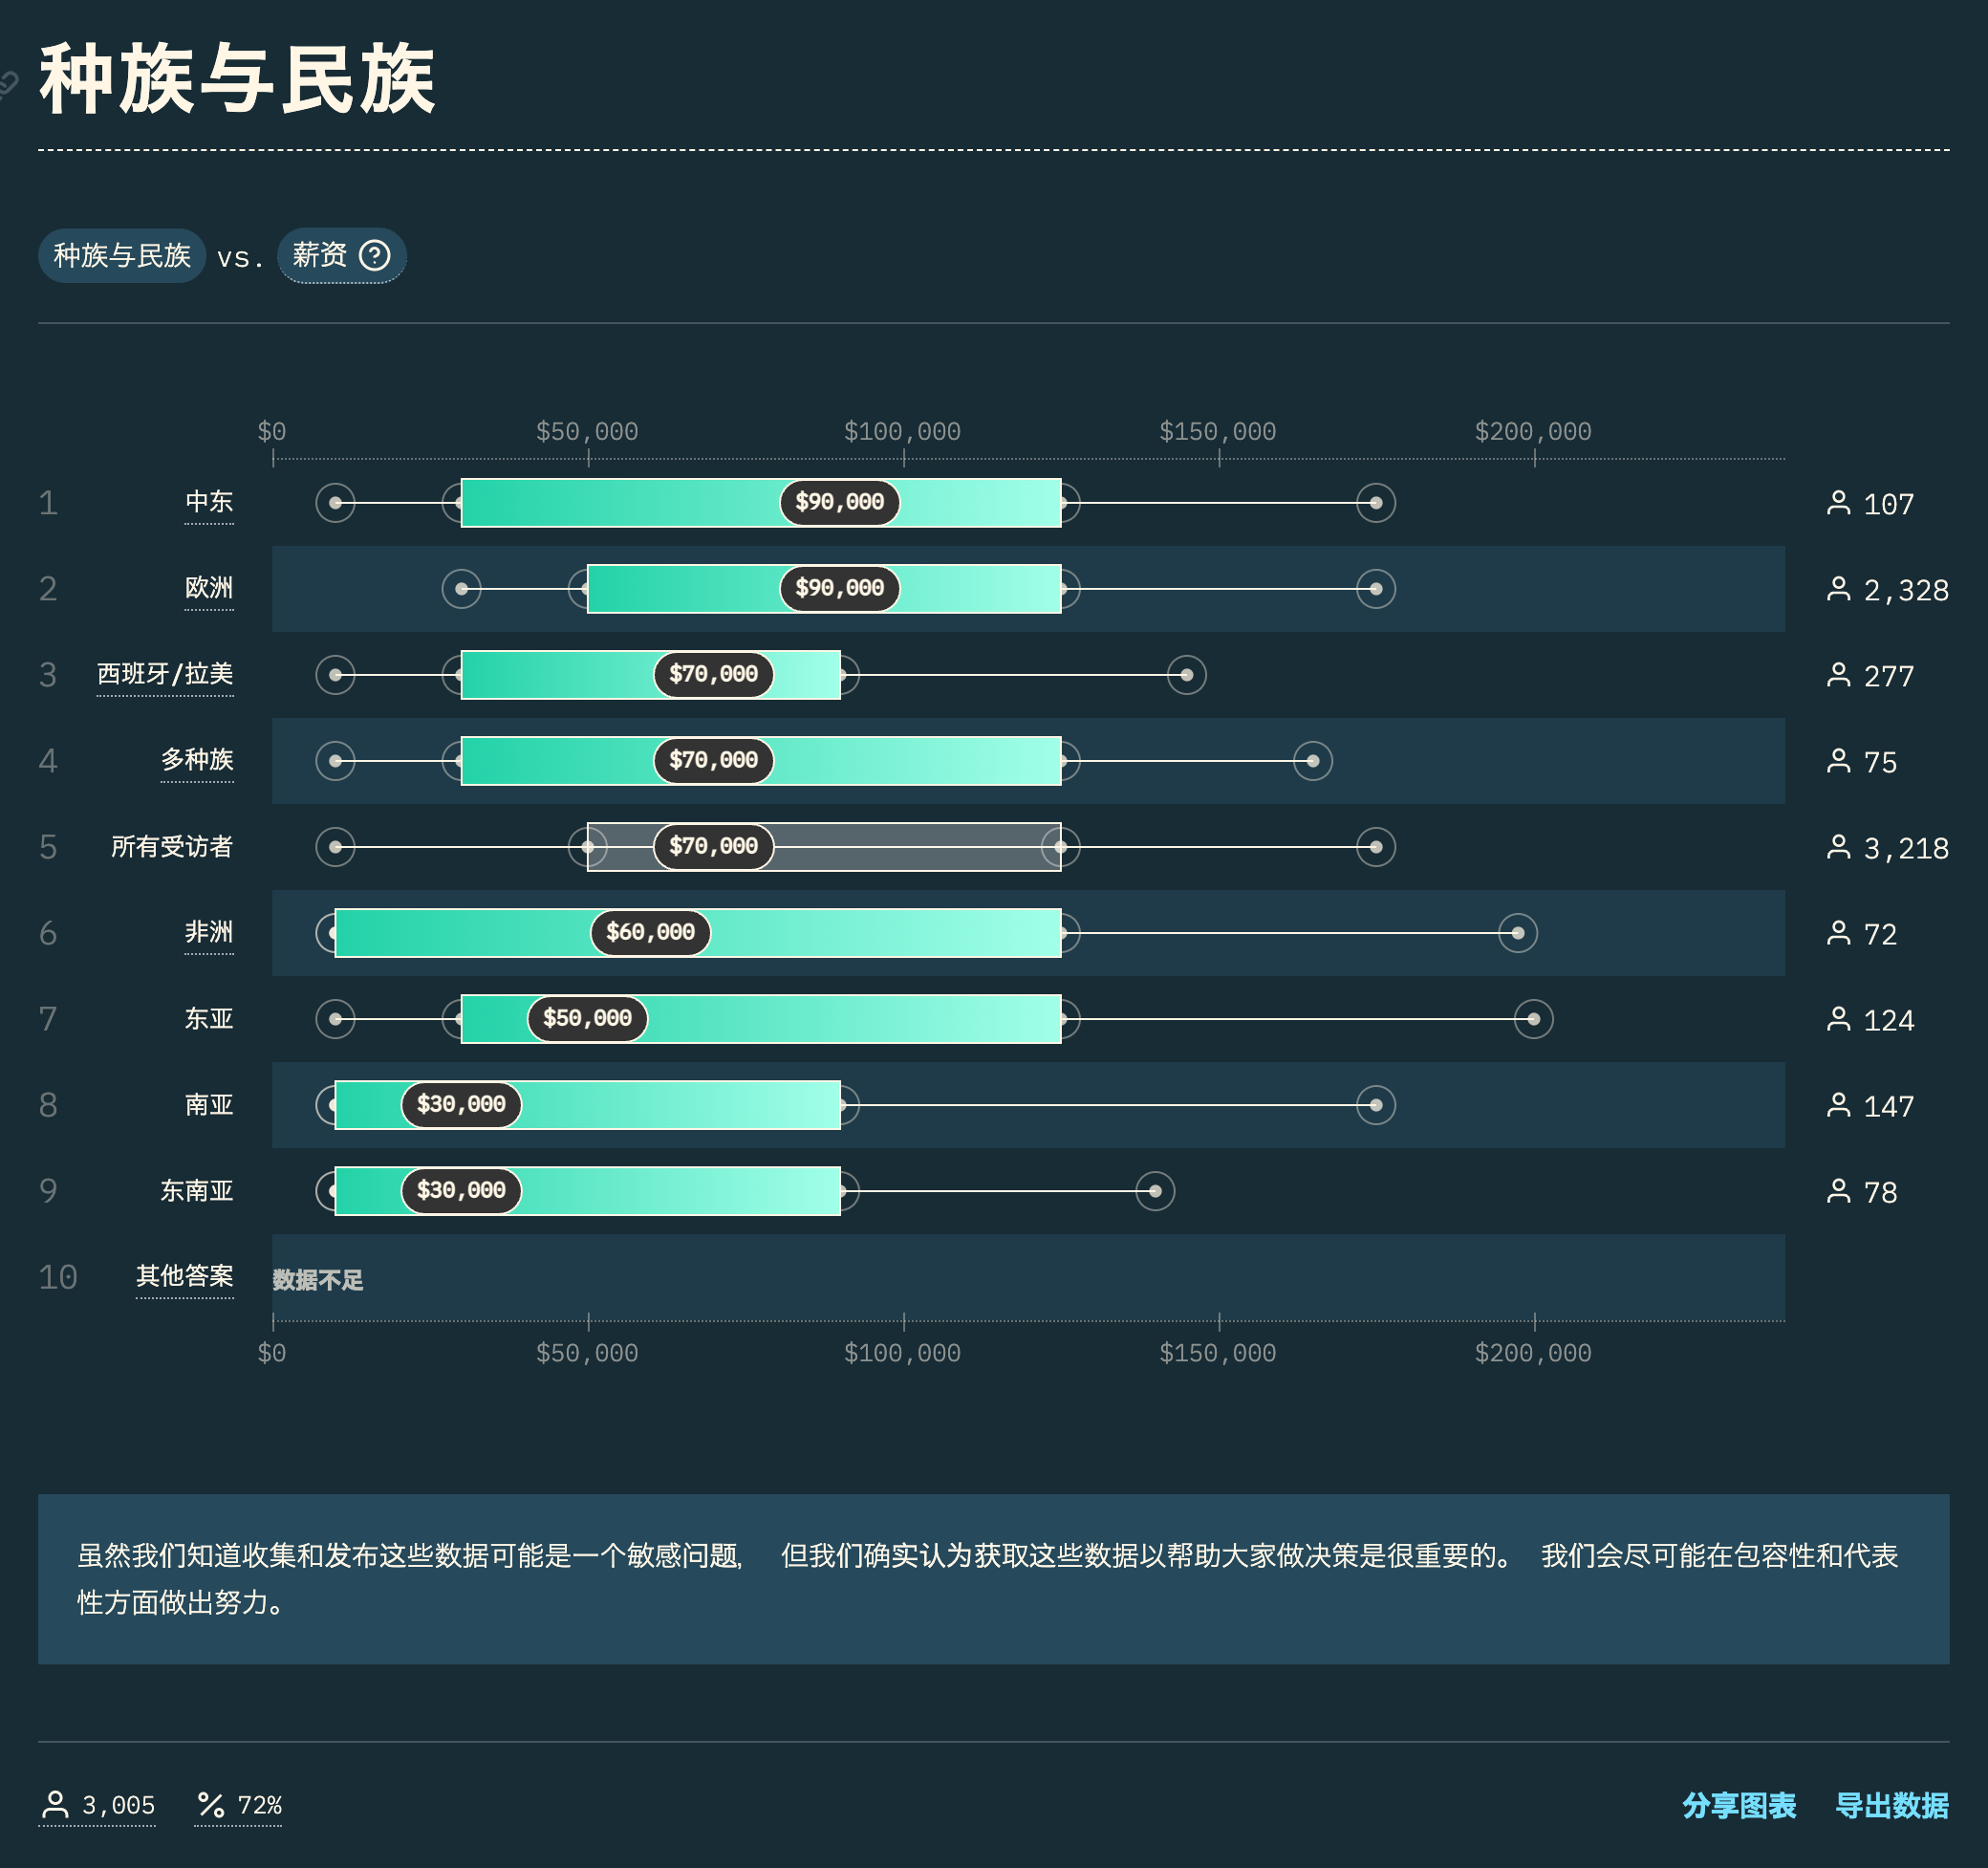 种族与民族
种族与民族 vs. 薪资
$0 $50,000 $100,000 $150,000 $200,000
1 中东 $90,000 107
2 欧洲 $90,000 2,328
3 西班牙/拉美 $70,000 277
4 多种族 $70,000 75
5 所有受访者 $70,000 3,218
6 非洲 $60,000 72
7 东亚 $50,000 124
8 南亚 $30,000 147
9 东南亚 $30,000 78
10 其他答案 数据不足
$0 $50,000 $100,000 $150,000 $200,000
虽然我们知道收集和发布这些数据可能是一个敏感问题, 但我们确实认为获取这些数据以帮助大家做决策是很重要的。 我们会尽可能在包容性和代表
性方面做出努力。
3,005 72% 分享图表 导出数据